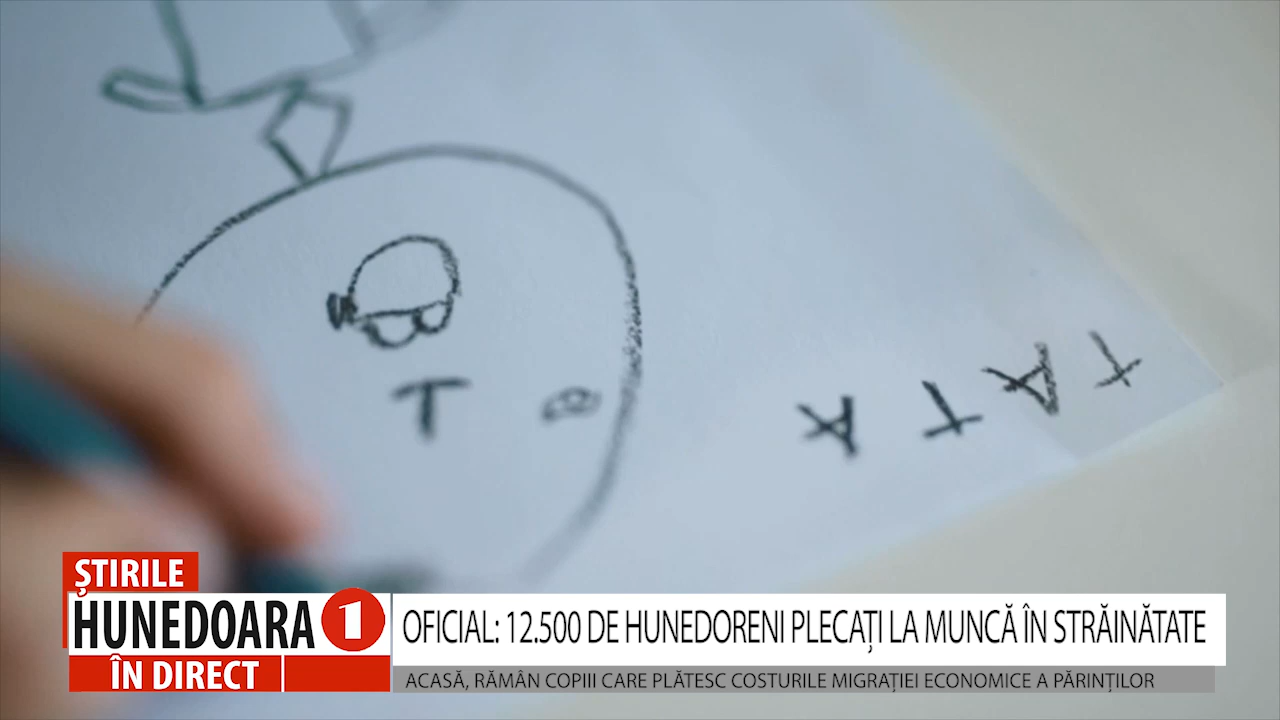 TATA
ȘTIRILE
HUNEDOARA 1
ÎN DIRECT
OFICIAL: 12.500 DE HUNEDORENI PLECAȚI LA MUNCĂ ÎN STRĂINĂTATE
ACASĂ, RĂMÂN COPIII CARE PLĂTESC COSTURILE MIGRAȚIEI ECONOMICE A PĂRINȚILOR